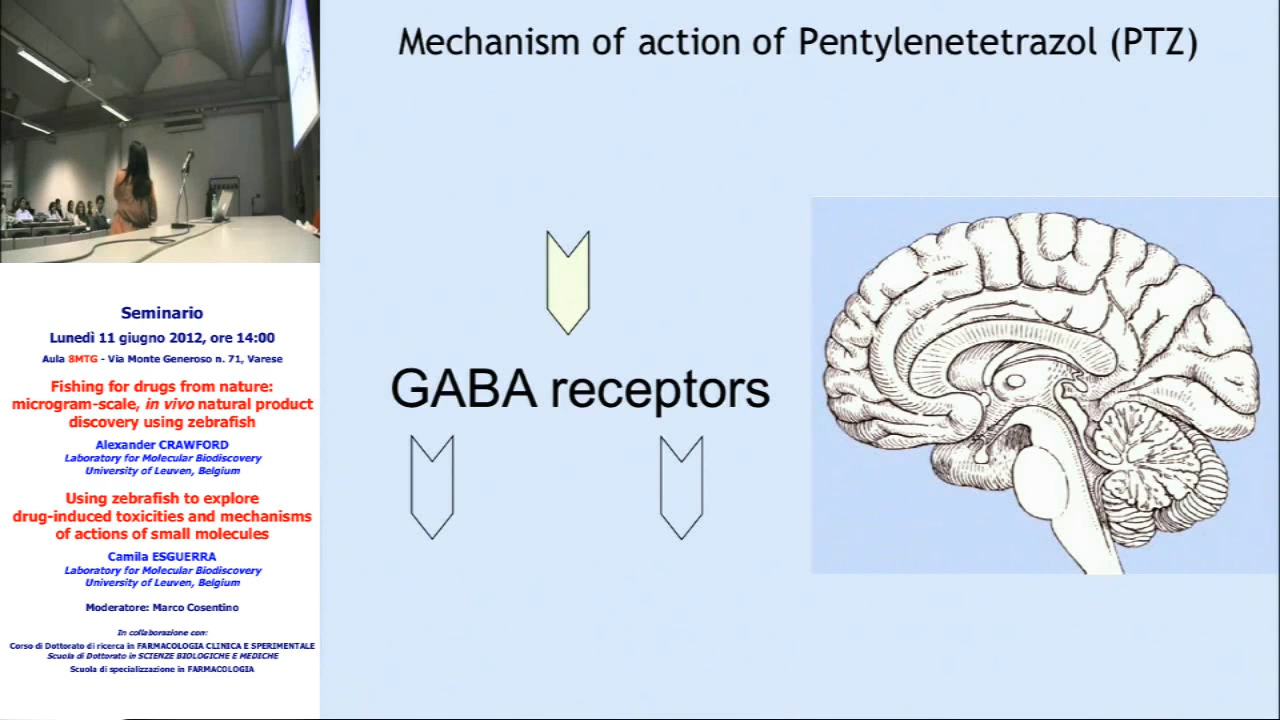 Mechanism of action of Pentylenetetrazol (PTZ)
GABA receptors
Seminario
Lunedì 11 giugno 2012, ore 14:00
Aula 8MTG - Via Monte Generoso n. 71, Varese
Fishing for drugs from nature:
microgram-scale, in vivo natural product
discovery using zebrafish
Alexander CRAWFORD
Laboratory for Molecular Biodiscovery
University of Leuven, Belgium
Using zebrafish to explore
drug-induced toxicities and mechanisms
of actions of small molecules
Camila ESGUERRA
Laboratory for Molecular Biodiscovery
University of Leuven, Belgium
Moderatore: Marco Cosentino
In collaborazione con:
Corso di Dottorato di ricerca in FARMACOLOGIA CLINICA E SPERIMENTALE
Scuola di Dottorato in SCIENZE BIOLOGICHE E MEDICHE
Scuola di specializzazione in FARMACOLOGIA